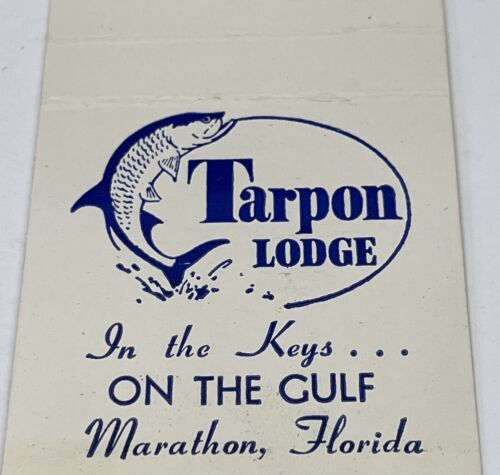 Tarpon
LODGE
In the Keys . . .
ON THE GULF
Marathon, Florida